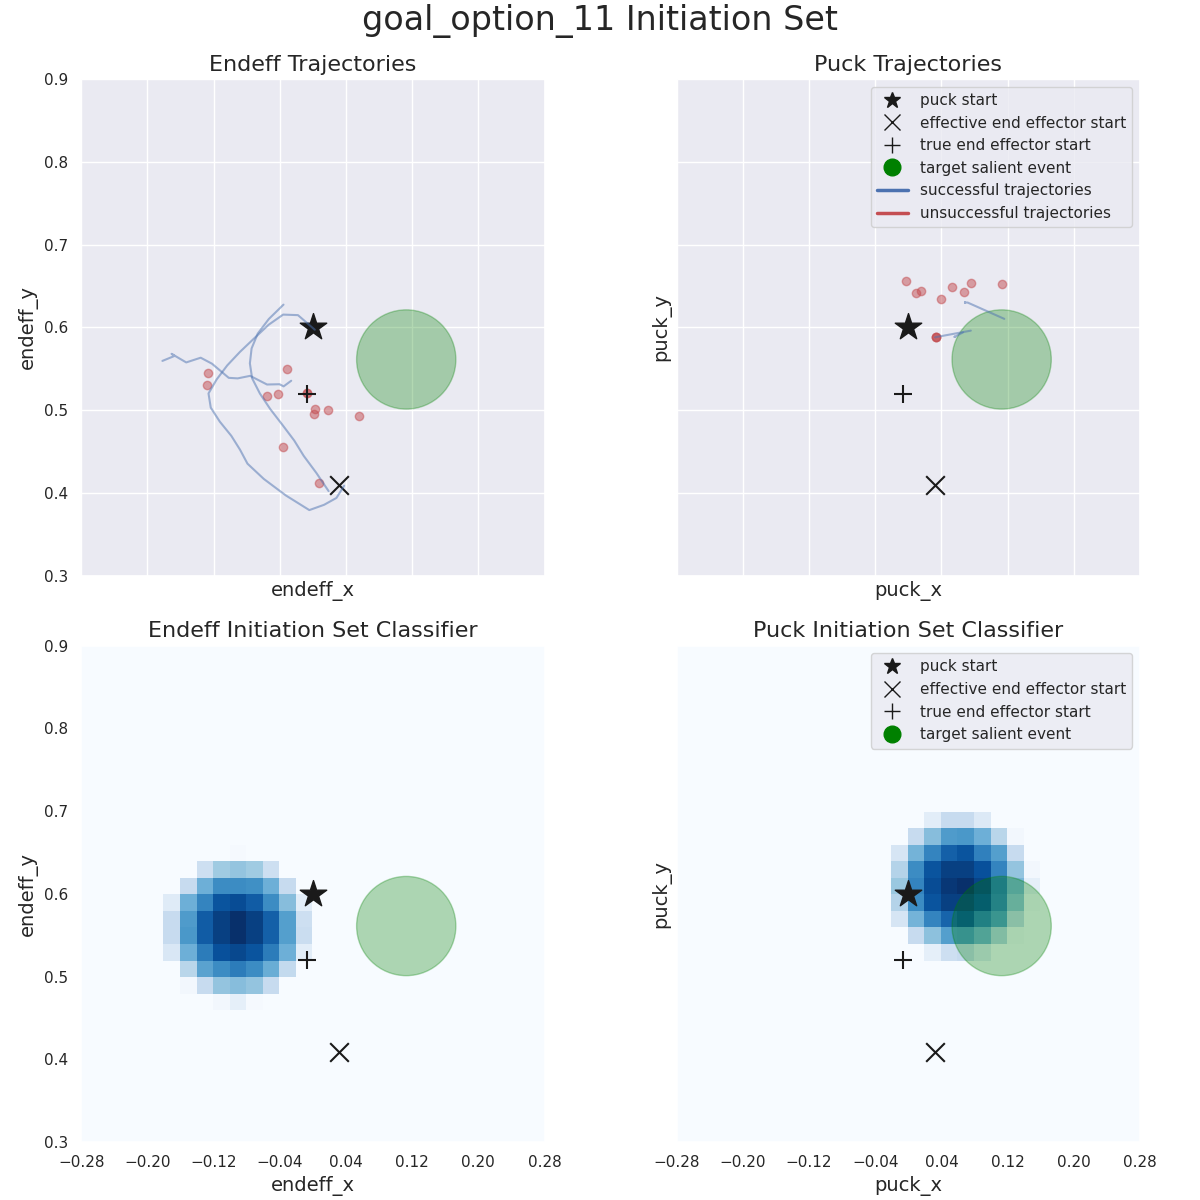 goal_option_11 Initiation Set
Endeff Trajectories
0.9
0.8
0.7
0.6
0.5
0.4
0.3
endeff_y
endeff_x
Puck Trajectories
puck start
effective end effector start
true end effector start
target salient event
successful trajectories
unsuccessful trajectories
puck_y
puck_x
Endeff Initiation Set Classifier
0.9
0.8
0.7
0.6
0.5
0.4
0.3
endeff_y
−0.28 −0.20 −0.12 −0.04 0.04 0.12 0.20 0.28
endeff_x
Puck Initiation Set Classifier
puck start
effective end effector start
true end effector start
target salient event
puck_y
−0.28 −0.20 −0.12 −0.04 0.04 0.12 0.20 0.28
puck_x